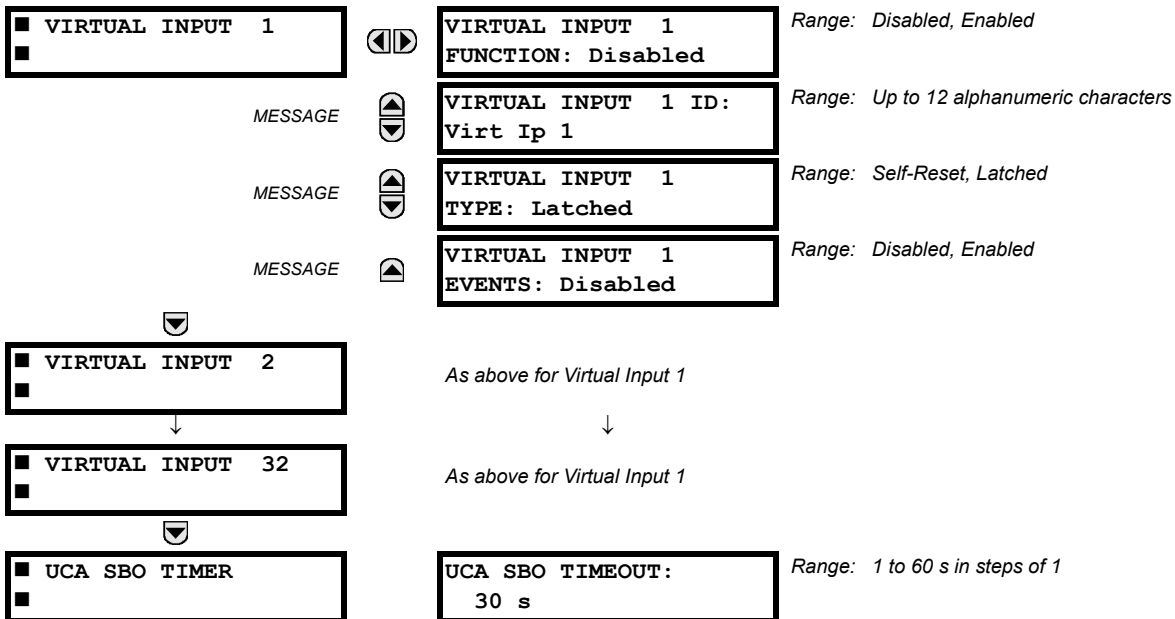 ■ VIRTUAL INPUT 1
■
VIRTUAL INPUT 1
FUNCTION: Disabled
Range: Disabled, Enabled
MESSAGE
VIRTUAL INPUT 1 ID:
Virt Ip 1
Range: Up to 12 alphanumeric characters
MESSAGE
VIRTUAL INPUT 1
TYPE: Latched
Range: Self-Reset, Latched
MESSAGE
VIRTUAL INPUT 1
EVENTS: Disabled
Range: Disabled, Enabled
■ VIRTUAL INPUT 2
■
As above for Virtual Input 1
↓ ↓
■ VIRTUAL INPUT 32
■
As above for Virtual Input 1
■ UCA SBO TIMER
■
UCA SBO TIMEOUT:
30 s
Range: 1 to 60 s in steps of 1